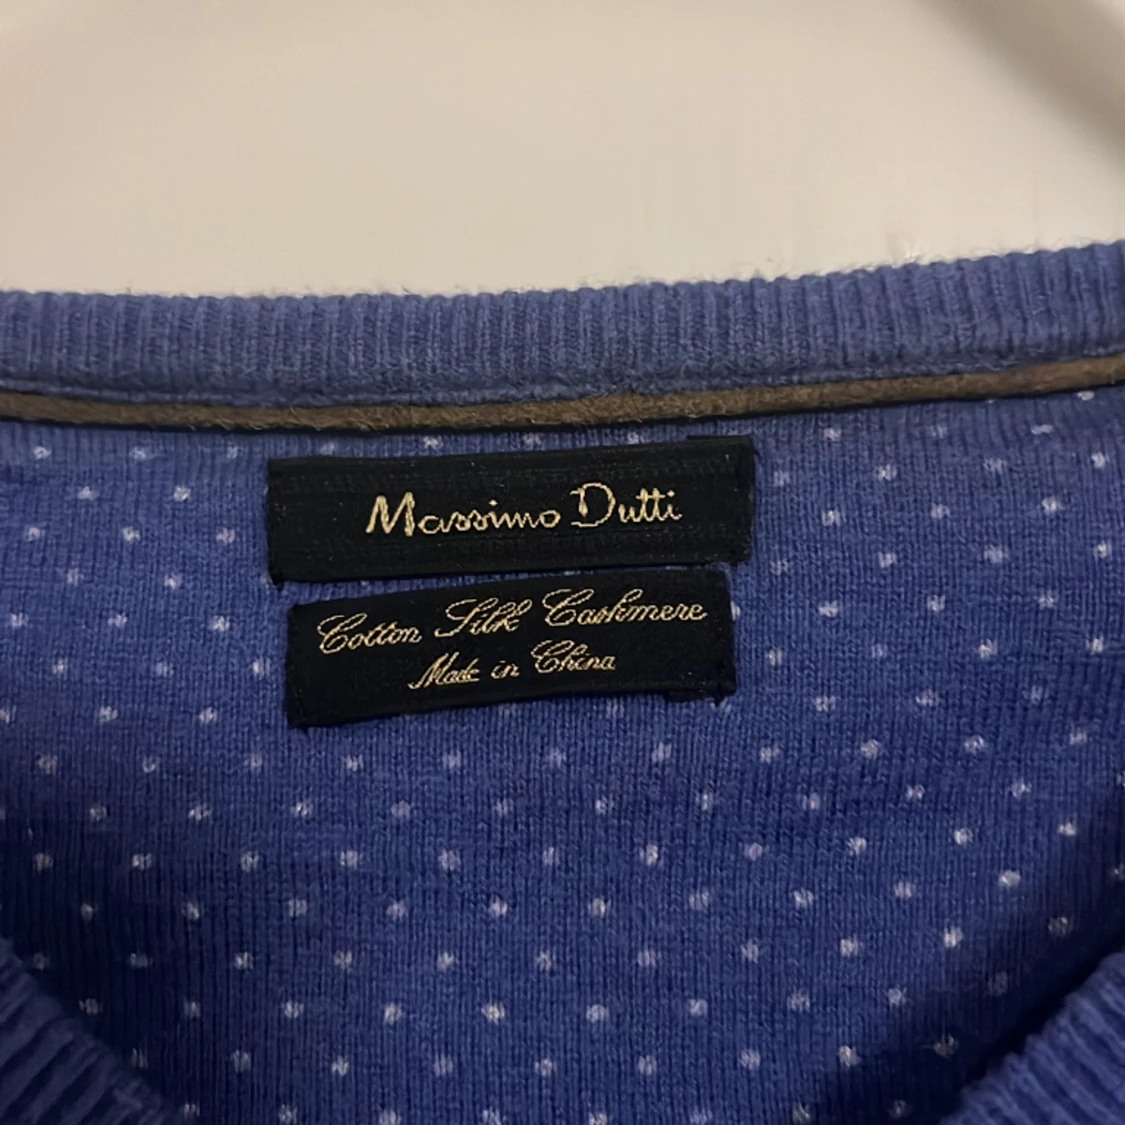 Massimo Dutti
Cotton Silk Cashmere
Made in China